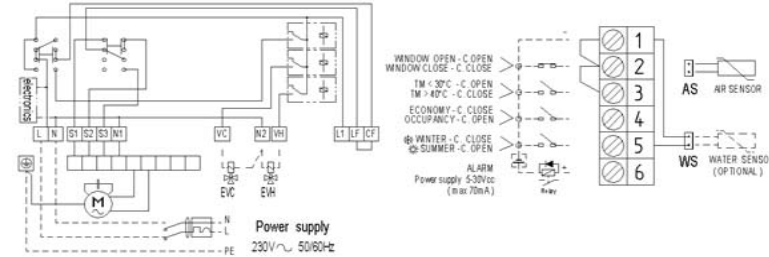 electronics
L N S1 S2 S3 N1 VC N2 VH L1 LF CF
EVC EVH
M
N
L
PE
Power supply
230V~ 50/60Hz
WINDOW OPEN - C. OPEN
WINDOW CLOSE - C. CLOSE
TM < 30°C - C. OPEN
TM > 40°C - C. CLOSE
ECONOMY - C. CLOSE
OCCUPANCY - C. OPEN
WINTER - C. CLOSE
SUMMER - C. OPEN
ALARM
Power supply 5-30Vcc
(max 70mA)
Relay
- +
1
2
3
4
5
6
AS AIR SENSOR
WS WATER SENSO
(OPTIONAL)